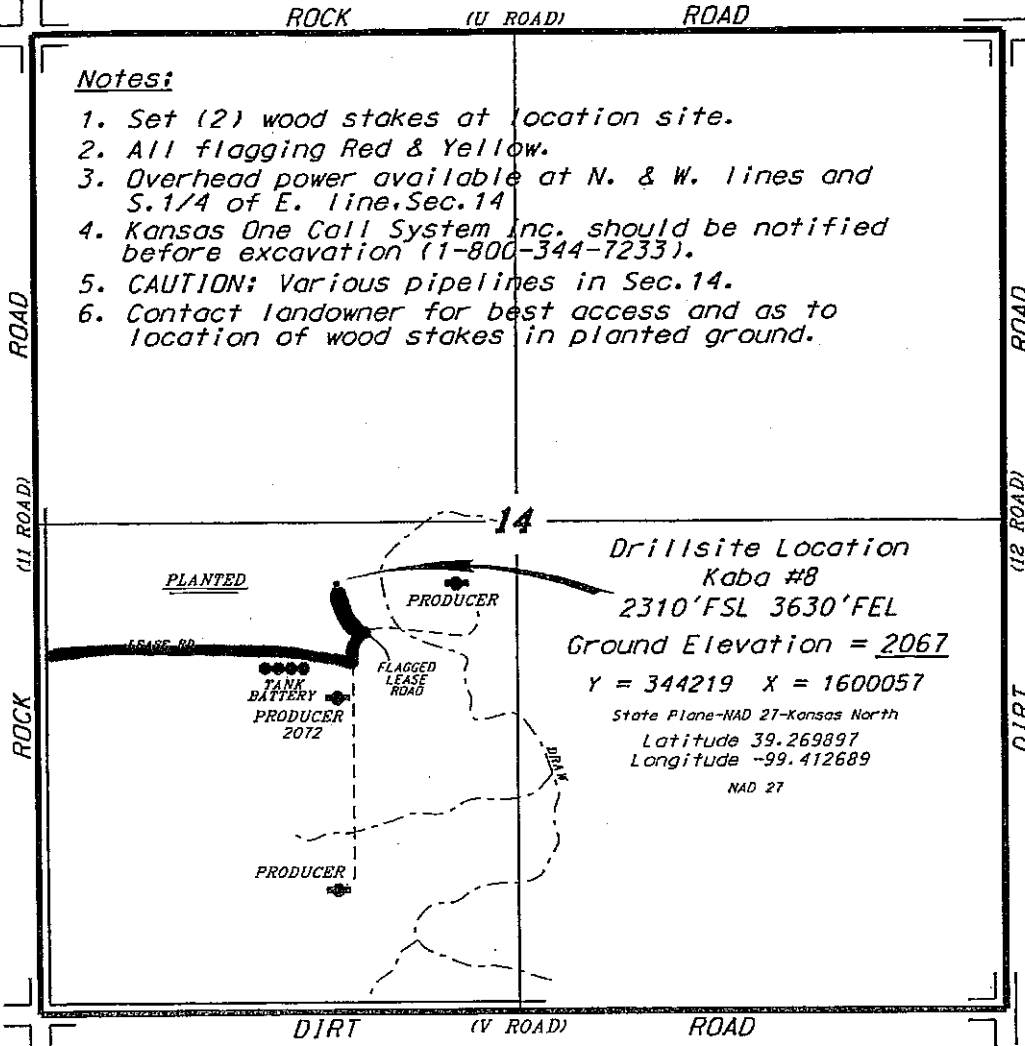 ROCK (U ROAD) ROAD
Notes:
1. Set (2) wood stakes at location site.
2. All flagging Red & Yellow.
3. Overhead power available at N. & W. lines and
S.1/4 of E. line, Sec.14
4. Kansas One Call System Inc. should be notified
before excavation (1-800-344-7233).
5. CAUTION: Various pipelines in Sec.14.
6. Contact landowner for best access and as to
location of wood stakes in planted ground.
ROCK (11 ROAD) ROAD
DIRT (12 ROAD) ROAD
14
Drillsite Location
Kaba #8
2310'FSL 3630'FEL
Ground Elevation = 2067
Y = 344219 X = 1600057
State Plane-NAD 27-Kansas North
Latitude 39.269897
Longitude -99.412689
NAD 27
PLANTED
PRODUCER
LEASE RD
FLAGGED
LEASE
ROAD
TANK
BATTERY
PRODUCER
2072
DRAW
PRODUCER
DIRT (V ROAD) ROAD